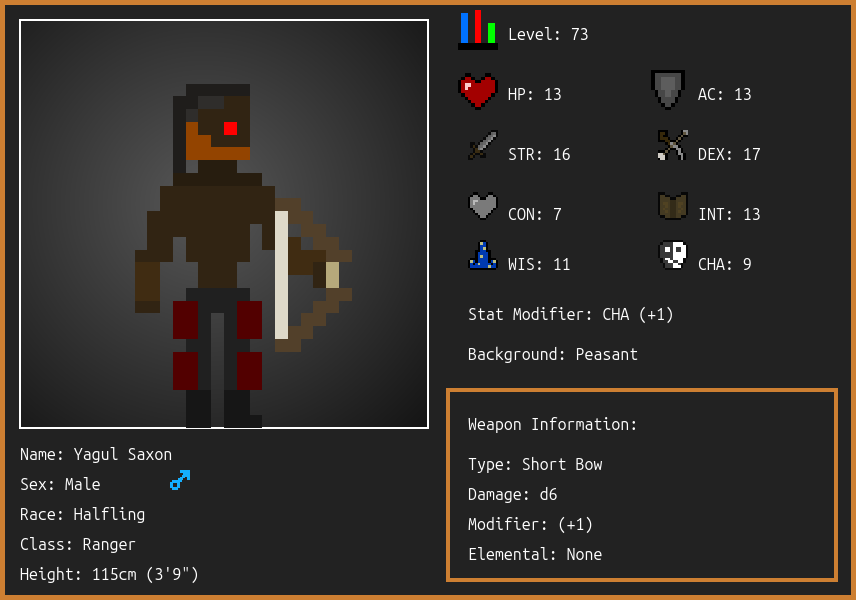 Level: 73
HP: 13
AC: 13
STR: 16
DEX: 17
CON: 7
INT: 13
WIS: 11
CHA: 9
Stat Modifier: CHA (+1)
Background: Peasant
Weapon Information:
Type: Short Bow
Damage: d6
Modifier: (+1)
Elemental: None
Name: Yagul Saxon
Sex: Male
Race: Halfling
Class: Ranger
Height: 115cm (3'9")